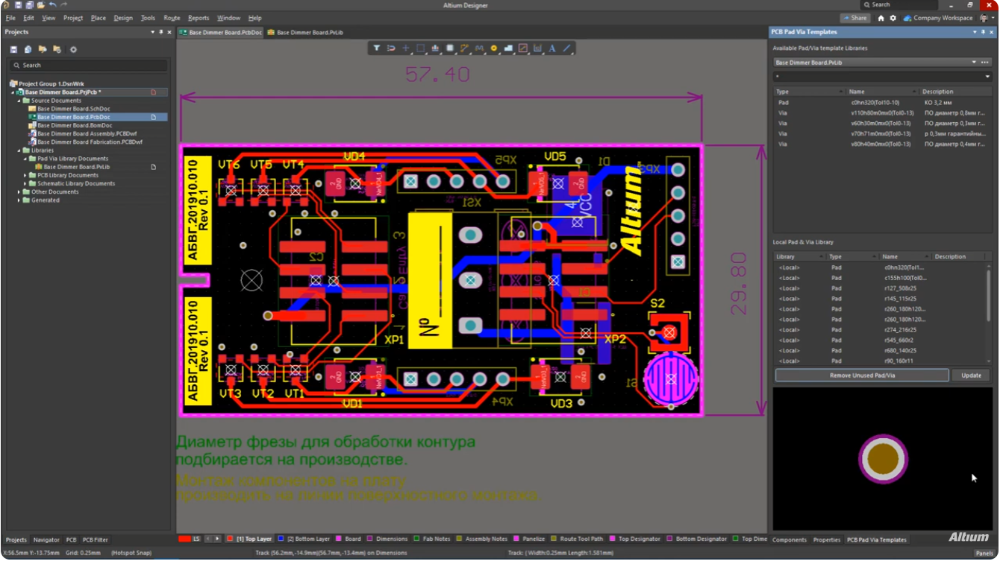 Altium Designer
Search
File Edit View Project Place Design Tools Route Reports Window Help
Share
Company Workspace
Projects
Base Dimmer Board.PcbDoc
Base Dimmer Board.PvLib
PCB Pad Via Templates
Search
Project Group 1.DsnWrk
Base Dimmer Board.PrjPcb *
Source Documents
Base Dimmer Board.SchDoc
Base Dimmer Board.PcbDoc
Base Dimmer Board.BomDoc
Base Dimmer Board Assembly.PCBDwf
Base Dimmer Board Fabrication.PCBDwf
Libraries
Pad Via Library Documents
Base Dimmer Board.PvLib
PCB Library Documents
Schematic Library Documents
Other Documents
Generated
57.40
29.80
VT6 VT5 VT4
VD4
XP5
VD5
D1
XP3
АБВГ.201910.010
Rev 0.1
XS1
VCC
Altium
C2
3
2
1
Nº
XP1
XP2
S2
S1
АБВГ.201910.010
Rev 0.1
VT3 VT2 VT1
VD1
XP4
VD3
GND
GND
GND
GND
Диаметр фрезы для обработки контура
подбирается на производстве.
Монтаж компонентов на плату
производить на линии поверхностного монтажа.
Available Pad/Via template Libraries
Base Dimmer Board.PvLib
*
Type Name Description
Pad c0hn320(Tol10-10) КО 3,2 мм
Via v110h80m0mx0(Tol0-13) ПО диаметр 0,8мм г...
Via v60h30m0mx0(Tol0-13) ПО диаметр 0,3мм г...
Via v70h71m0mx0(Tol0-13) р 0,3мм гарантийны...
Via v80h40m0mx0(Tol0-13) ПО диаметр 0,4мм г...
Local Pad & Via Library
Library Type Name Description
<Local> Pad c0hn320(Tol1...
<Local> Pad c155h100(Tol0...
<Local> Pad r127_508r25
<Local> Pad r145_115r25
<Local> Pad r260_180h120...
<Local> Pad r260_180h120...
<Local> Pad r274_216r25
<Local> Pad r545_660r2
<Local> Pad r680_140r25
<Local> Pad r90_160r11
Remove Unused Pad/Via
Update
Altium
Projects Navigator PCB PCB Filter
LS [1] Top Layer [2] Bottom Layer Board Dimensions Fab Notes Assembly Notes Panelize Route Tool Path Top Designator Bottom Designator Top Dime
Components Properties PCB Pad Via Templates
X:56.5mm Y:-13.75mm Grid: 0.25mm (Hotspot Snap)
Track (56.2mm,-14.9mm)(56.7mm,-13.4mm) on Dimensions
Track: ( Width:0.25mm Length:1.581mm)
Panels